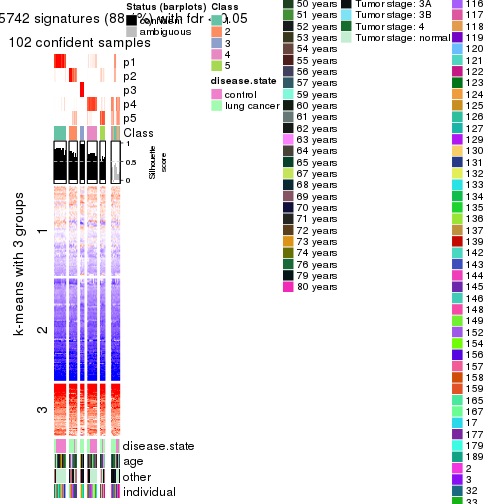 5742 signatures (88.
%) with fdr < 0.05
102 confident samples
p1
p2
p3
p4
p5
Class
1
0.5
0
Silhouette
score
k-means with 3 groups
1
2
3
disease.state
age
other
individual
Status (barplots)
confident
ambiguous
Class
1
2
3
4
5
disease.state
control
lung cancer
50 years
51 years
52 years
53 years
54 years
55 years
56 years
57 years
59 years
60 years
61 years
62 years
63 years
64 years
65 years
67 years
68 years
69 years
70 years
71 years
72 years
73 years
74 years
76 years
79 years
80 years
Tumor stage: 3A
Tumor stage: 3B
Tumor stage: 4
Tumor stage: normal
116
117
118
119
120
121
122
123
124
125
126
127
129
130
131
132
133
134
135
136
137
139
142
143
144
145
146
148
149
152
154
156
157
158
159
165
167
17
177
179
189
2
3
32
33